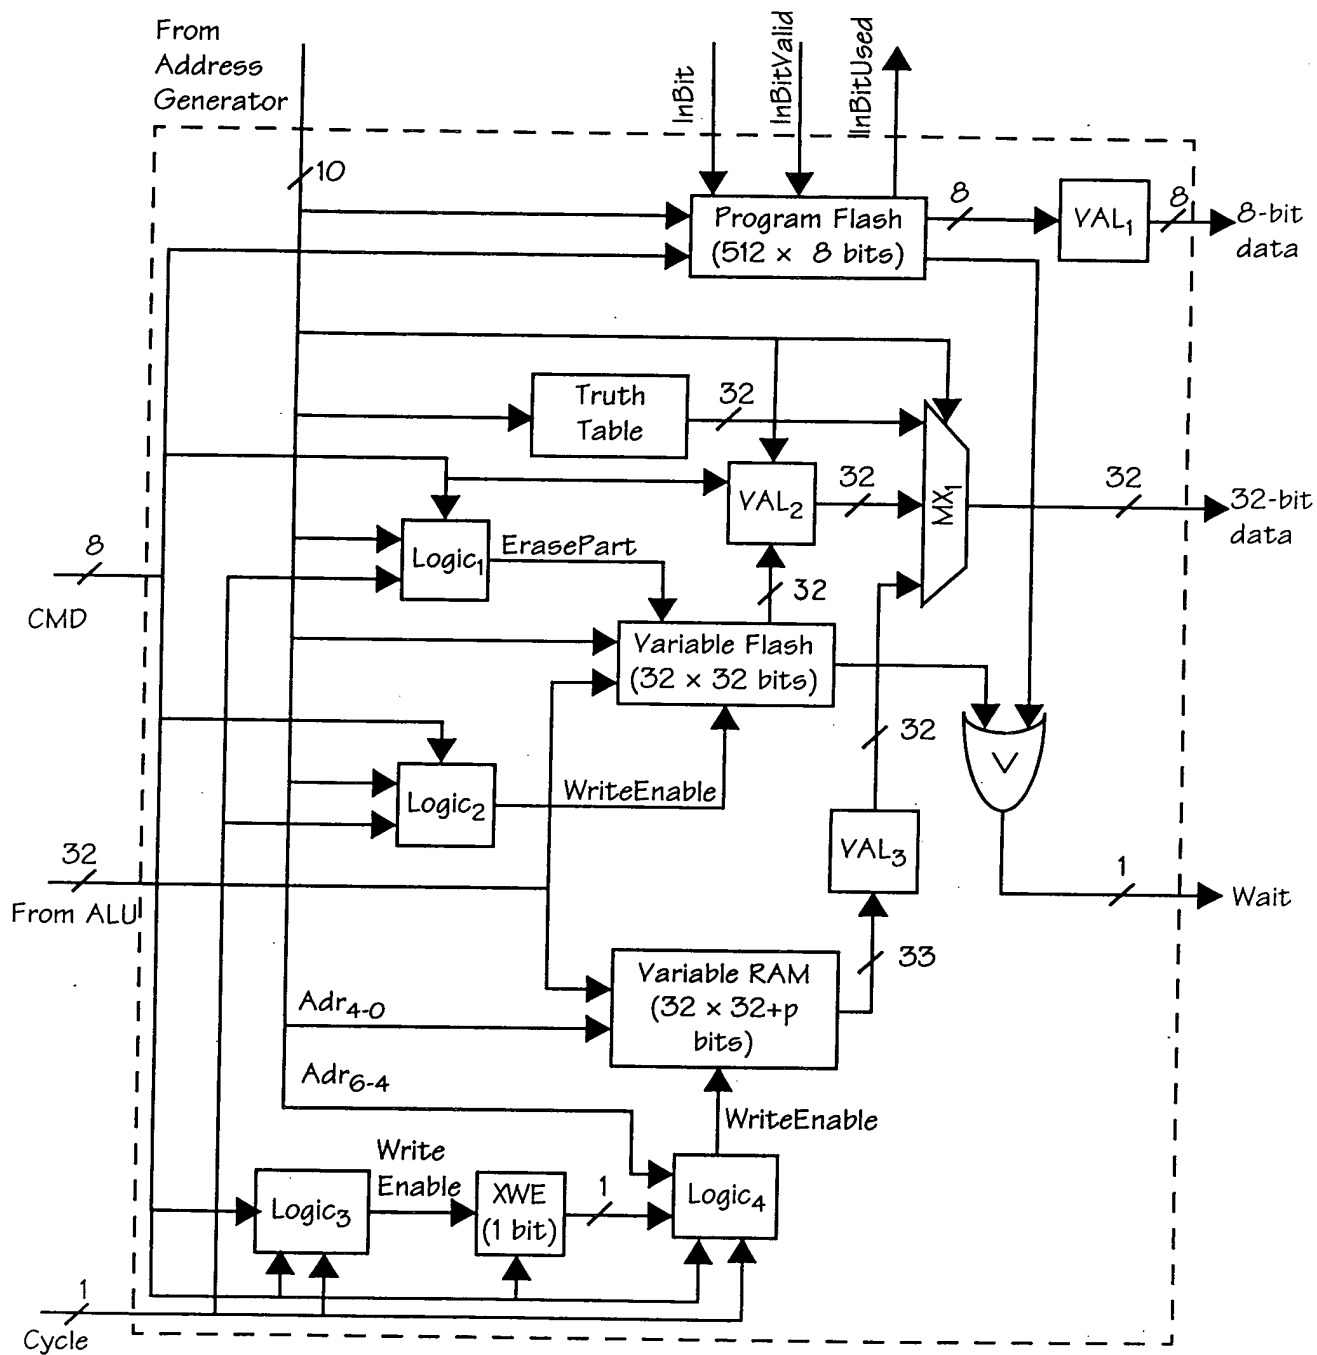 From
Address
Generator
InBit
InBitValid
InBitUsed
10
Program Flash
(512 x 8 bits)
8
VAL1
8
8-bit
data
Truth
Table
32
VAL2
32
MX1
32
32-bit
data
8
CMD
Logic1
ErasePart
32
Variable Flash
(32 x 32 bits)
32
V
Logic2
WriteEnable
VAL3
32
From ALU
1
Wait
Variable RAM
(32 x 32+p
bits)
33
Adr4-0
Adr6-4
WriteEnable
Write
Enable
Logic3
XWE
(1 bit)
1
Logic4
1
Cycle